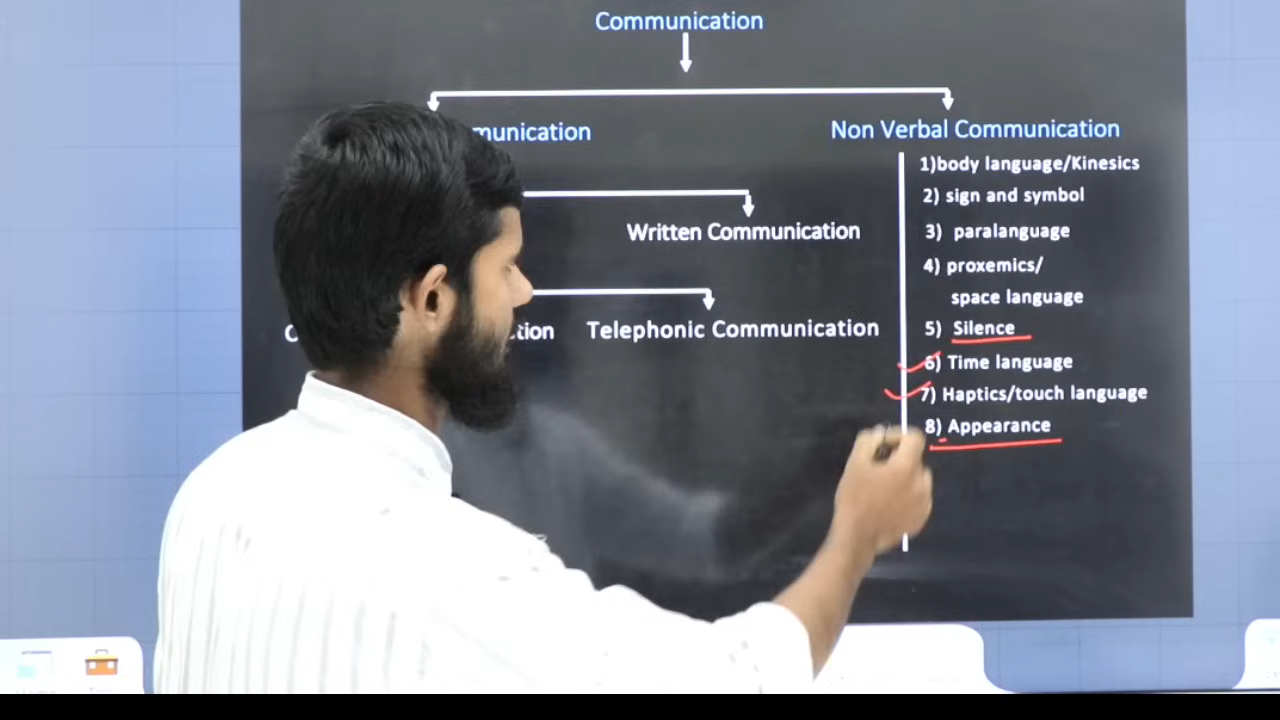 Communication
munication
Non Verbal Communication
1)body language/Kinesics
2) sign and symbol
Written Communication
3) paralanguage
4) proxemics/
space language
tion
Telephonic Communication
5) Silence
6) Time language
7) Haptics/touch language
8) Appearance